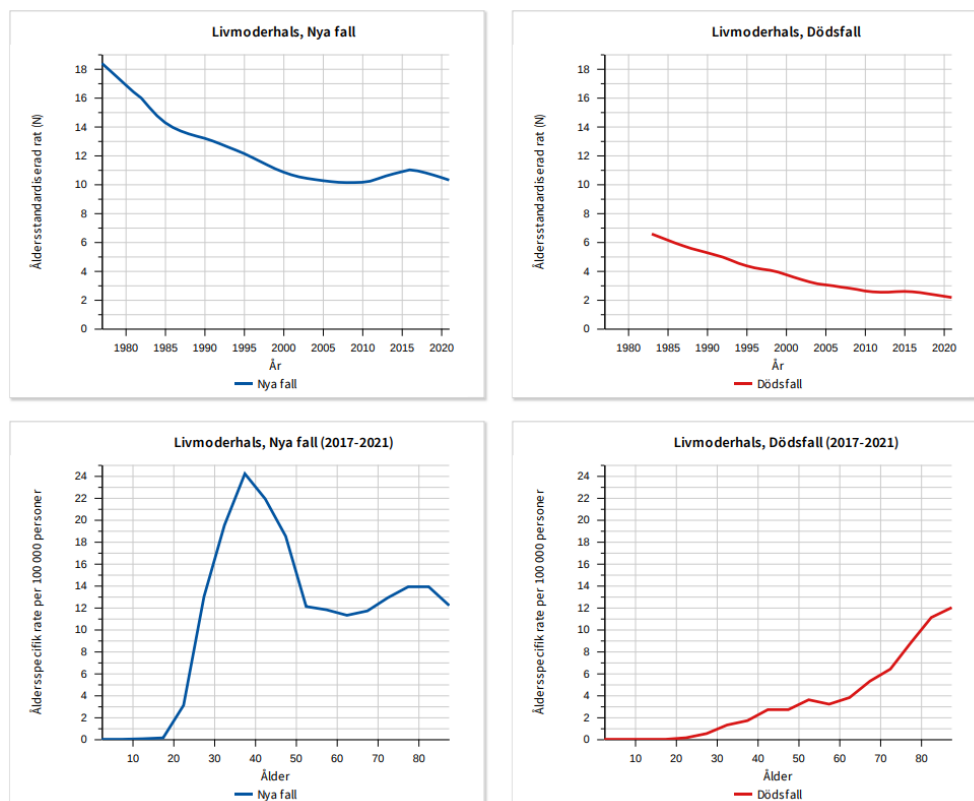 Livmoderhals, Nya fall
Åldersstandardiserad rat (N)
18
16
14
12
10
8
6
4
2
0
1980 1985 1990 1995 2000 2005 2010 2015 2020
År
Nya fall
Livmoderhals, Dödsfall
Åldersstandardiserad rat (N)
18
16
14
12
10
8
6
4
2
0
1980 1985 1990 1995 2000 2005 2010 2015 2020
År
Dödsfall
Livmoderhals, Nya fall (2017-2021)
Åldersspecifik rate per 100 000 personer
24
22
20
18
16
14
12
10
8
6
4
2
0
10 20 30 40 50 60 70 80
Ålder
Nya fall
Livmoderhals, Dödsfall (2017-2021)
Åldersspecifik rate per 100 000 personer
24
22
20
18
16
14
12
10
8
6
4
2
0
10 20 30 40 50 60 70 80
Ålder
Dödsfall